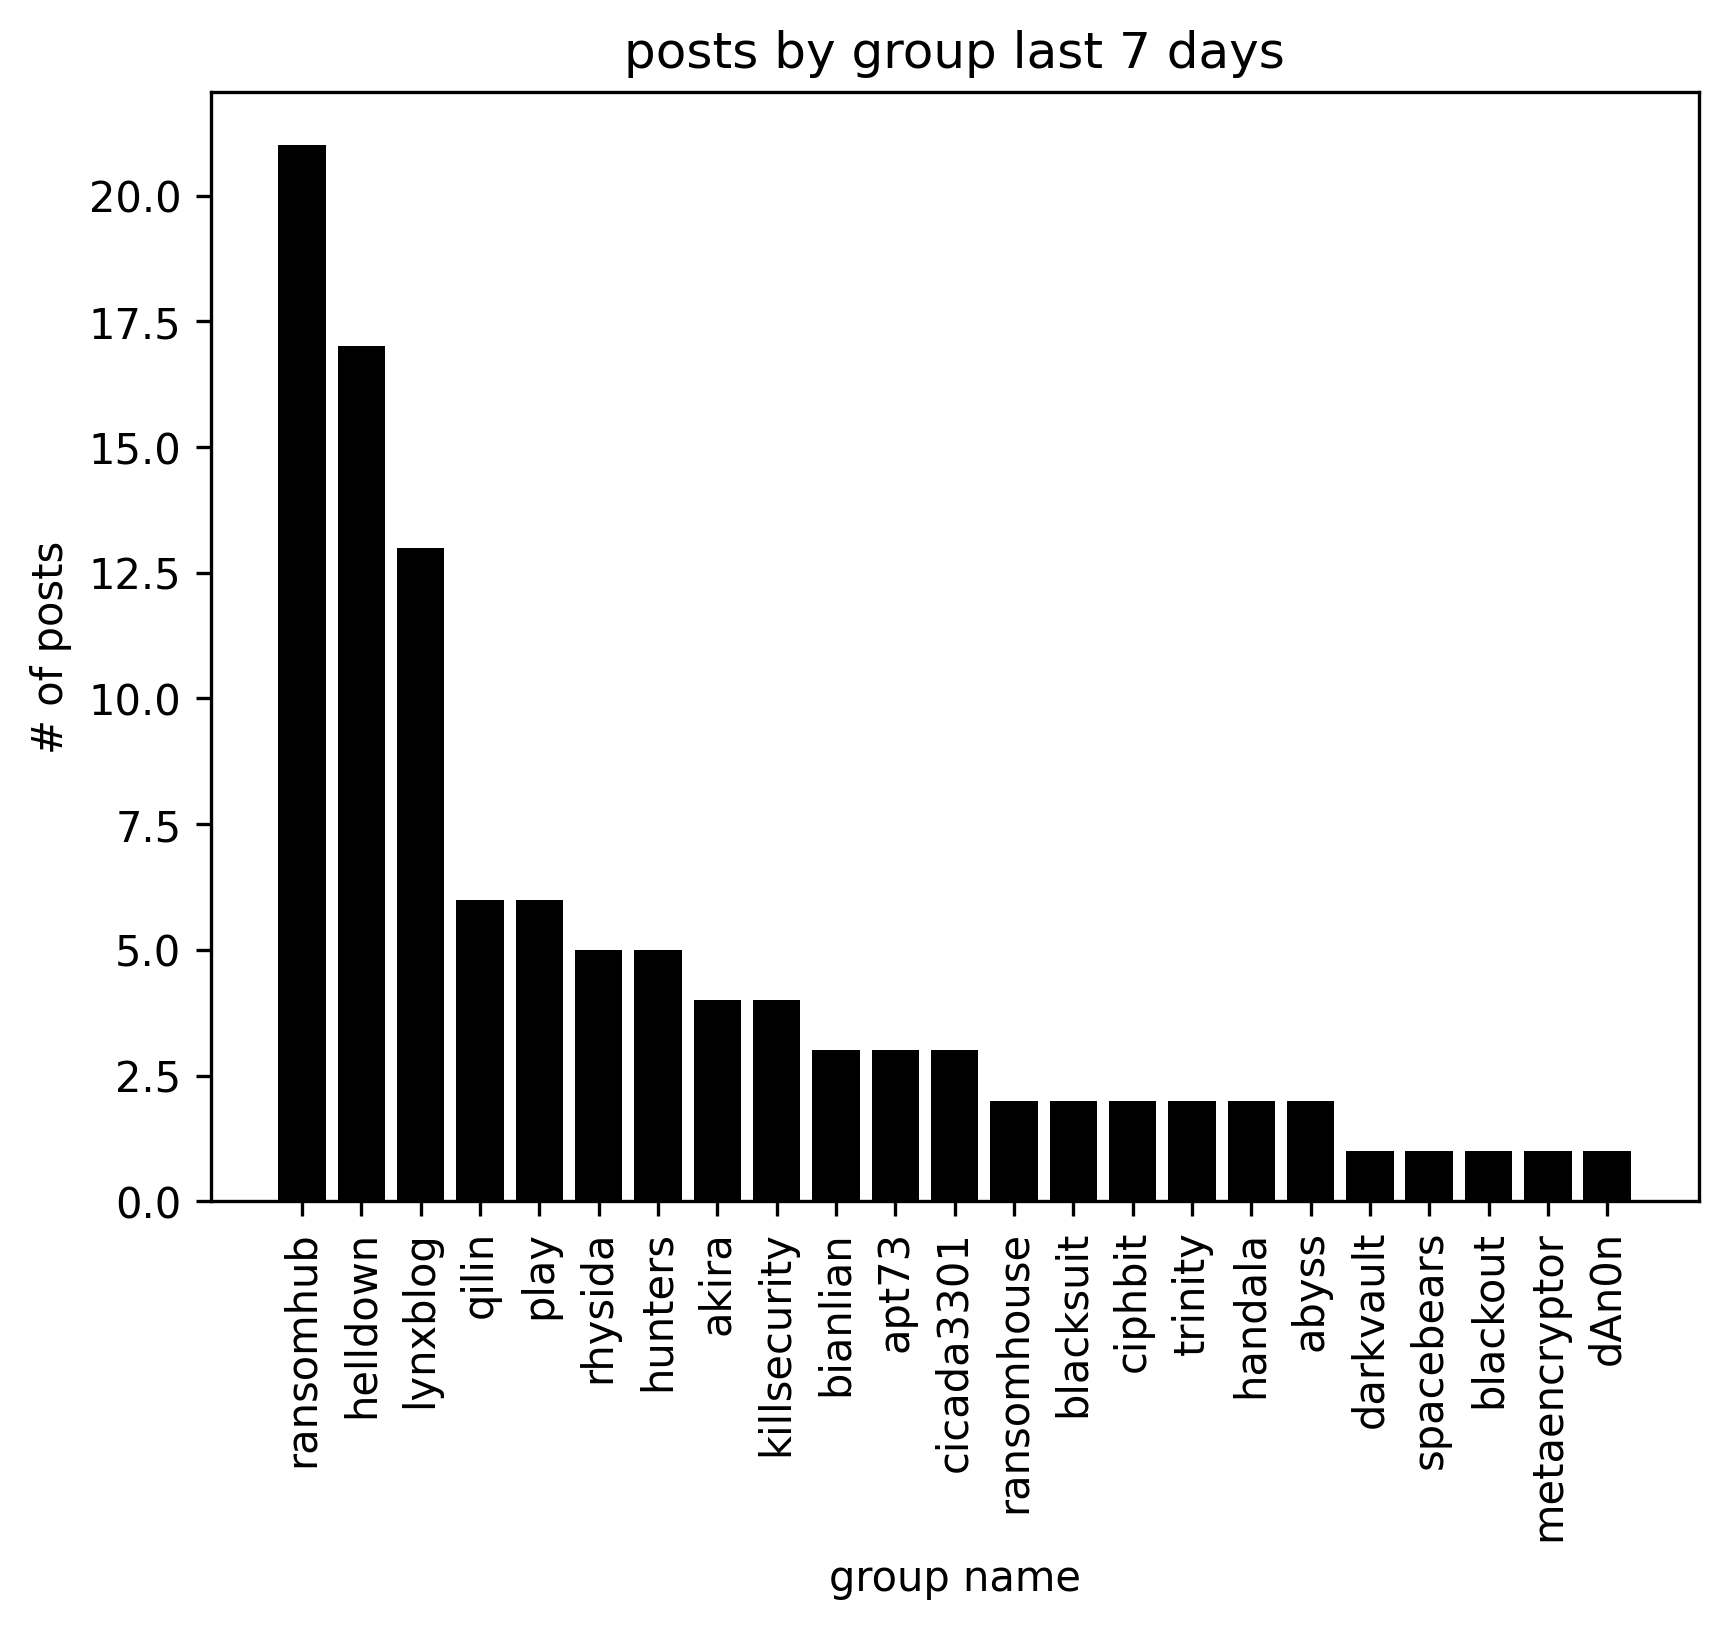 posts by group last 7 days
# of posts
20.0
17.5
15.0
12.5
10.0
7.5
5.0
2.5
0.0
ransomhub
helldown
lynxblog
qilin
play
rhysida
hunters
akira
killsecurity
bianlian
apt73
cicada3301
ransomhouse
blacksuit
ciphbit
trinity
handala
abyss
darkvault
spacebears
blackout
metaencryptor
dAn0n
group name